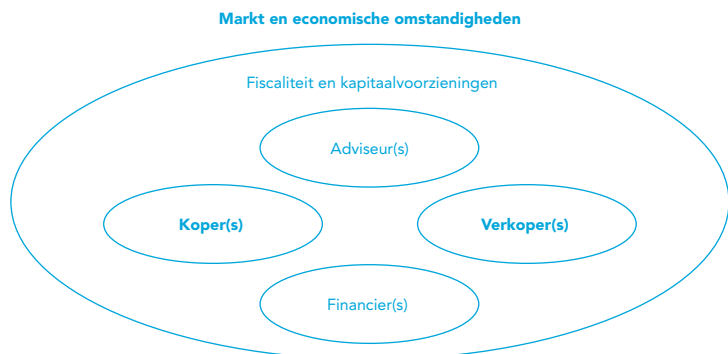 Markt en economische omstandigheden
Fiscaliteit en kapitaalvoorzieningen
Adviseur(s)
Koper(s)
Verkoper(s)
Financier(s)